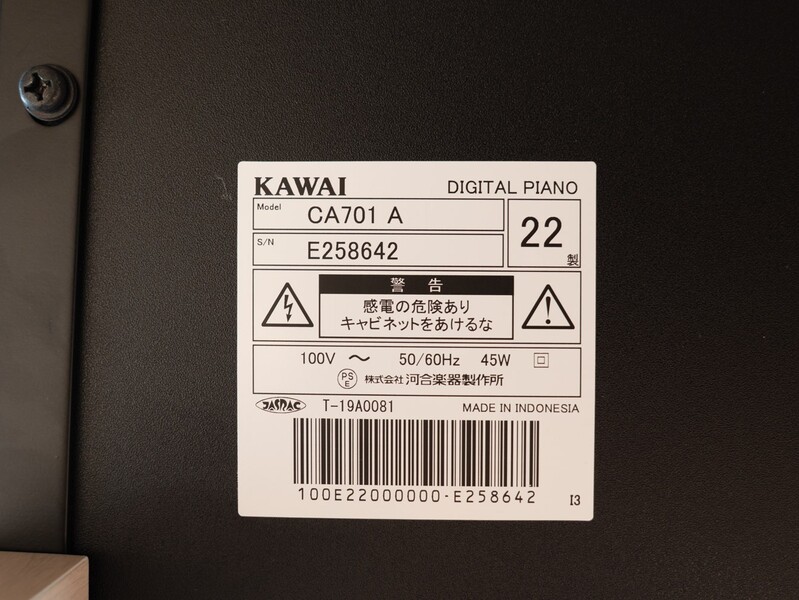 KAWAI DIGITAL PIANO
Model CA701 A
22製
S/N E258642
警 告
感電の危険あり
キャビネットをあけるな
100V 〜 50/60Hz 45W
PSE 株式会社 河合楽器製作所
JASRAC T-19A0081 MADE IN INDONESIA
100E22000000-E258642
I3